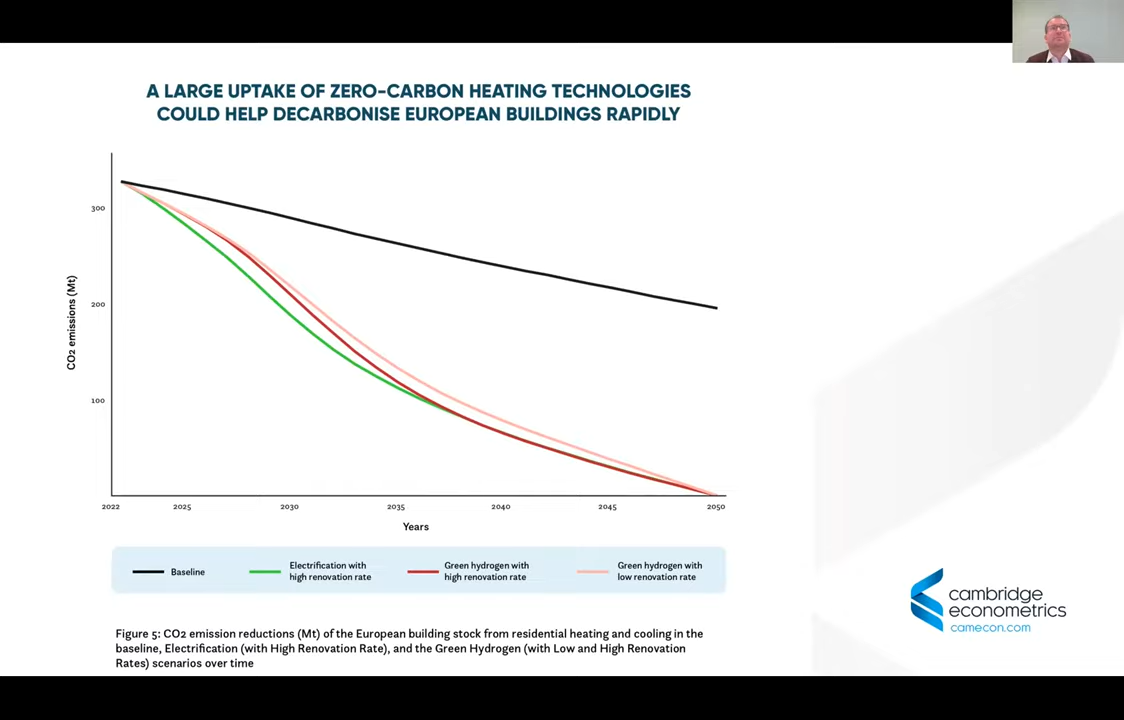 A LARGE UPTAKE OF ZERO-CARBON HEATING TECHNOLOGIES
COULD HELP DECARBONISE EUROPEAN BUILDINGS RAPIDLY
300
200
100
CO2 emissions (Mt)
2022 2025 2030 2035 2040 2045 2050
Years
Baseline
Electrification with
high renovation rate
Green hydrogen with
high renovation rate
Green hydrogen with
low renovation rate
cambridge
econometrics
camecon.com
Figure 5: CO2 emission reductions (Mt) of the European building stock from residential heating and cooling in the
baseline, Electrification (with High Renovation Rate), and the Green Hydrogen (with Low and High Renovation
Rates) scenarios over time